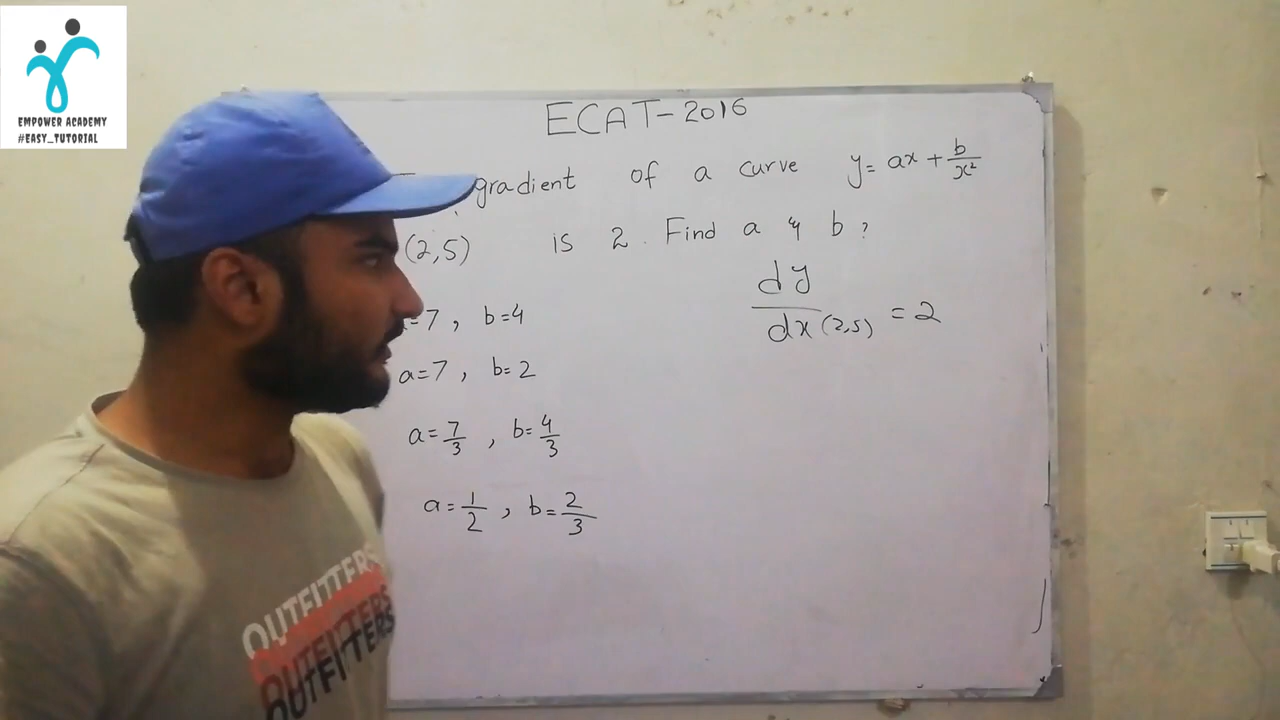 EMPOWER ACADEMY
#EASY_TUTORIAL
ECAT-2016
gradient of a curve y = ax + b/x²
(2,5) is 2. Find a & b?
dy/dx (2,5) = 2
=7, b=4
a=7, b=2
a=7/3, b=4/3
a=1/2, b=2/3
OUTFITTERS
OUTFITTERS
OUTFITTERS